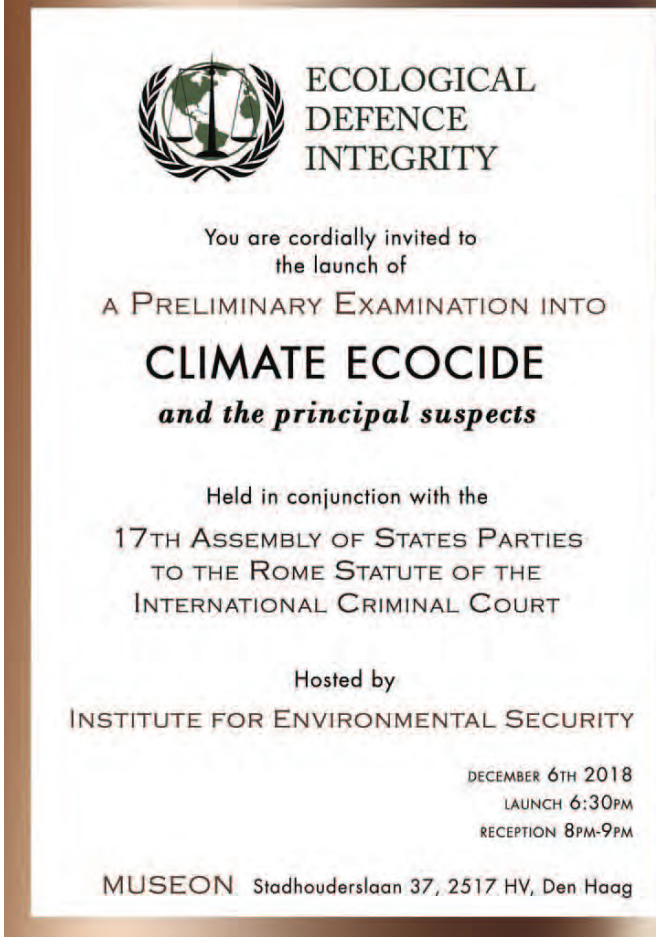 ECOLOGICAL
DEFENCE
INTEGRITY
You are cordially invited to
the launch of
A PRELIMINARY EXAMINATION INTO
CLIMATE ECOCIDE
and the principal suspects
Held in conjunction with the
17TH ASSEMBLY OF STATES PARTIES
TO THE ROME STATUTE OF THE
INTERNATIONAL CRIMINAL COURT
Hosted by
INSTITUTE FOR ENVIRONMENTAL SECURITY
DECEMBER 6TH 2018
LAUNCH 6:30PM
RECEPTION 8PM-9PM
MUSEON Stadhouderslaan 37, 2517 HV, Den Haag